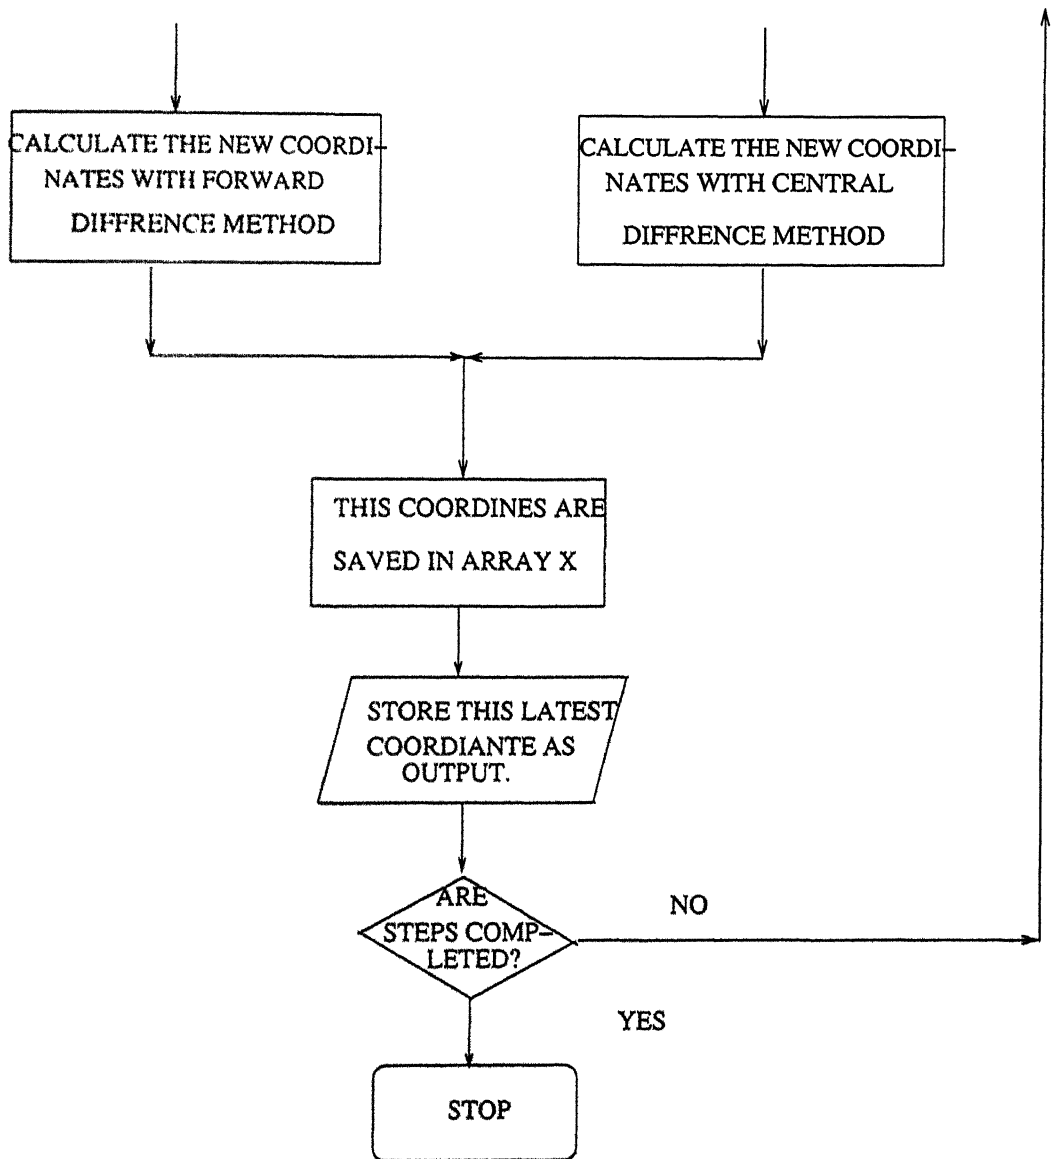 CALCULATE THE NEW COORDI-
NATES WITH FORWARD
DIFFRENCE METHOD
CALCULATE THE NEW COORDI-
NATES WITH CENTRAL
DIFFRENCE METHOD
THIS COORDINES ARE
SAVED IN ARRAY X
STORE THIS LATEST
COORDIANTE AS
OUTPUT.
ARE
STEPS COMP-
LETED?
NO
YES
STOP